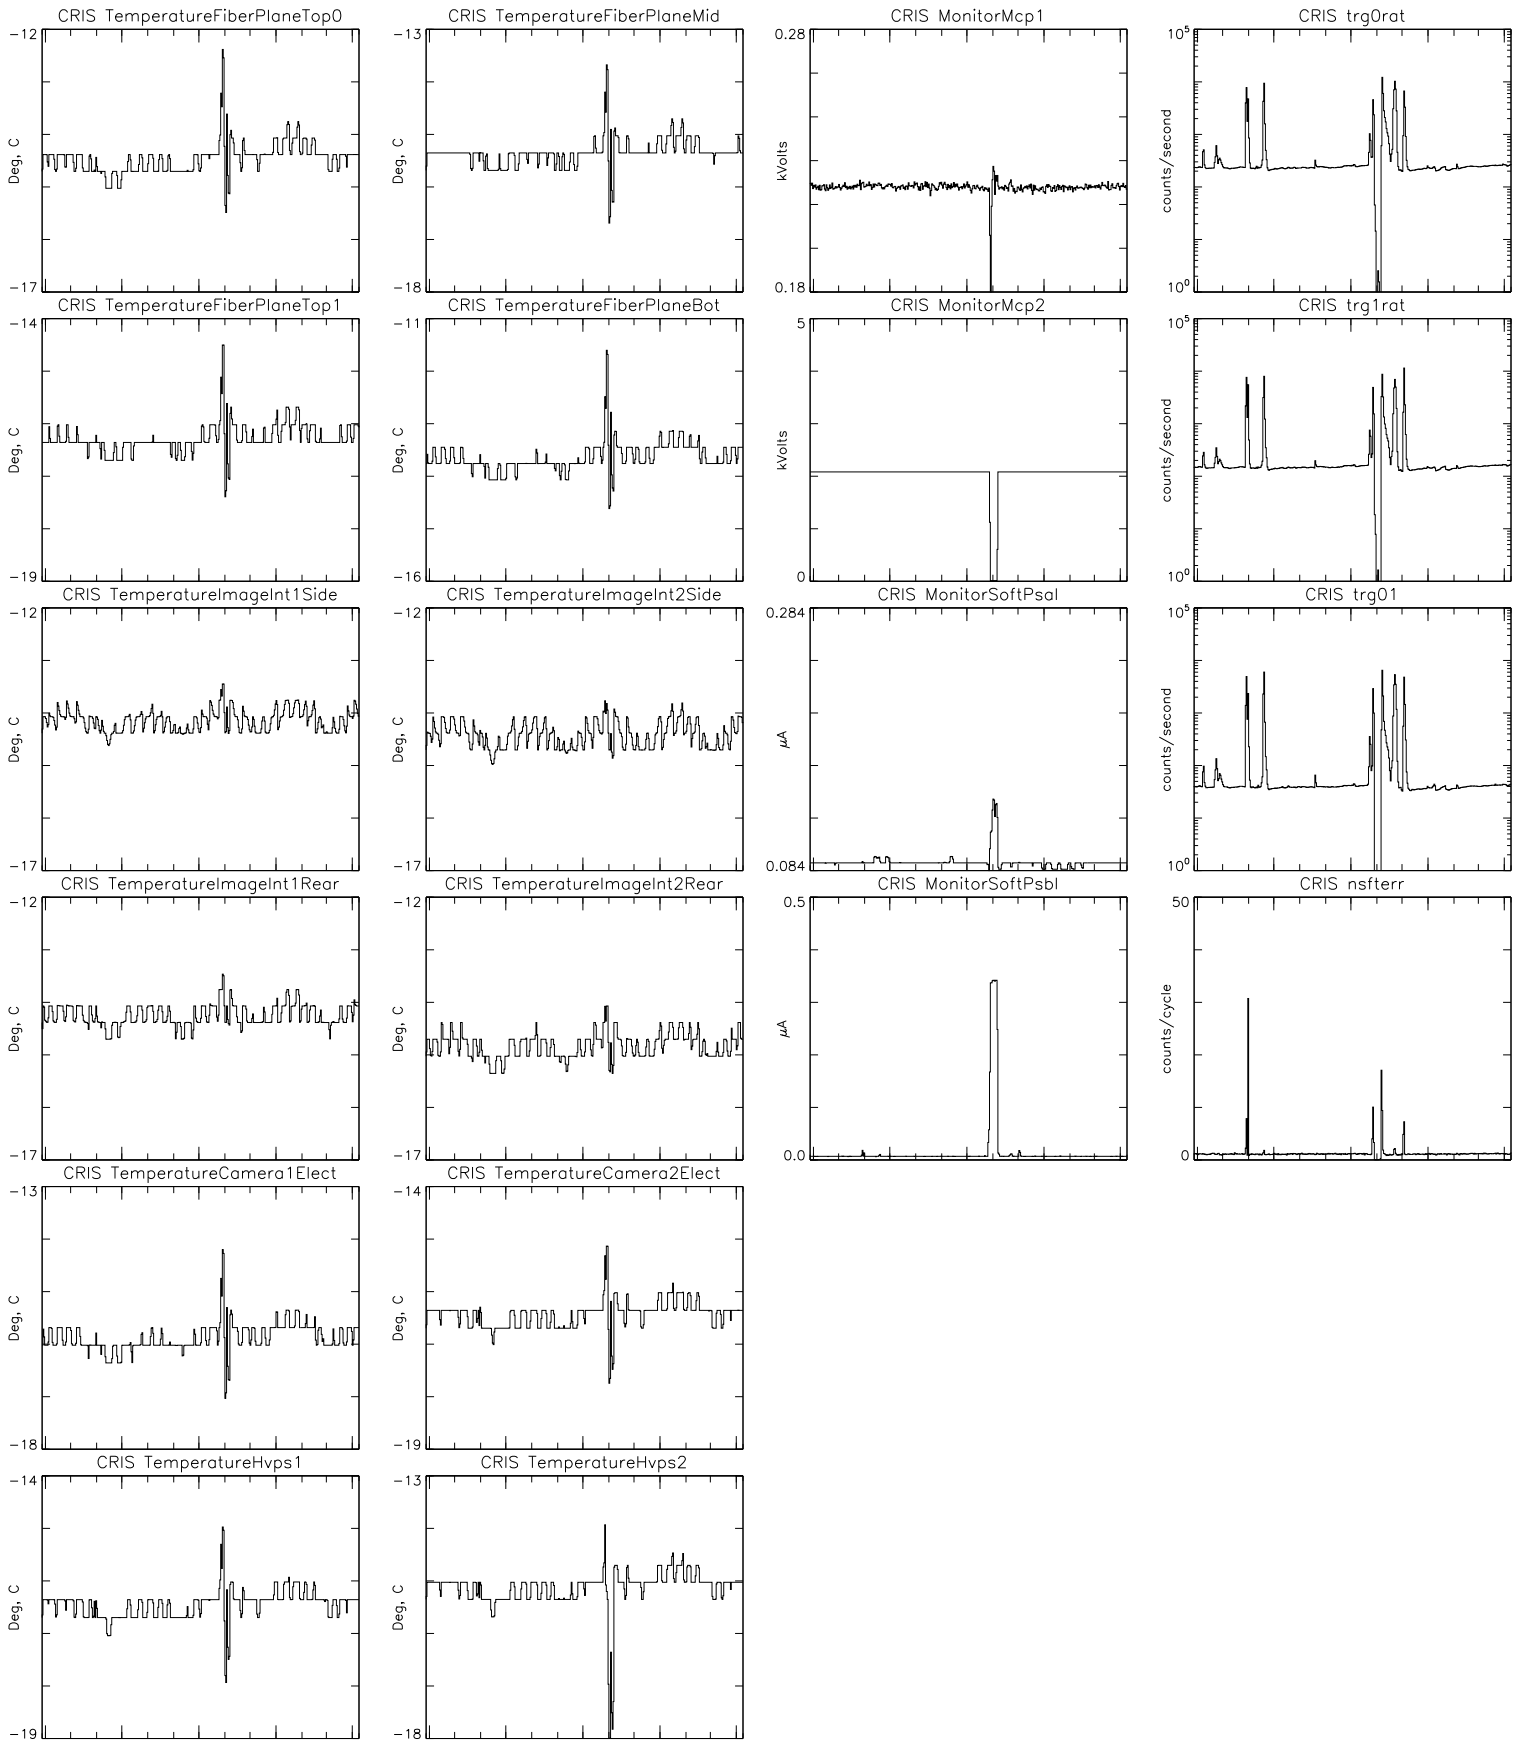 CRIS TemperatureFiberPlaneTop0
-12
Deg, C
-17
CRIS TemperatureFiberPlaneMid
-13
Deg, C
-18
CRIS MonitorMcp1
0.28
kVolts
0.18
CRIS trg0rat
10^5
counts/second
10^0
CRIS TemperatureFiberPlaneTop1
-14
Deg, C
-19
CRIS TemperatureFiberPlaneBot
-11
Deg, C
-16
CRIS MonitorMcp2
5
kVolts
0
CRIS trg1rat
10^5
counts/second
10^0
CRIS TemperatureImageInt1Side
-12
Deg, C
-17
CRIS TemperatureImageInt2Side
-12
Deg, C
-17
CRIS MonitorSoftPsaI
0.284
μA
0.084
CRIS trg01
10^5
counts/second
10^0
CRIS TemperatureImageInt1Rear
-12
Deg, C
-17
CRIS TemperatureImageInt2Rear
-12
Deg, C
-17
CRIS MonitorSoftPsbI
0.5
μA
0.0
CRIS nsfterr
50
counts/cycle
0
CRIS TemperatureCamera1Elect
-13
Deg, C
-18
CRIS TemperatureCamera2Elect
-14
Deg, C
-19
CRIS TemperatureHvps1
-14
Deg, C
-19
CRIS TemperatureHvps2
-13
Deg, C
-18